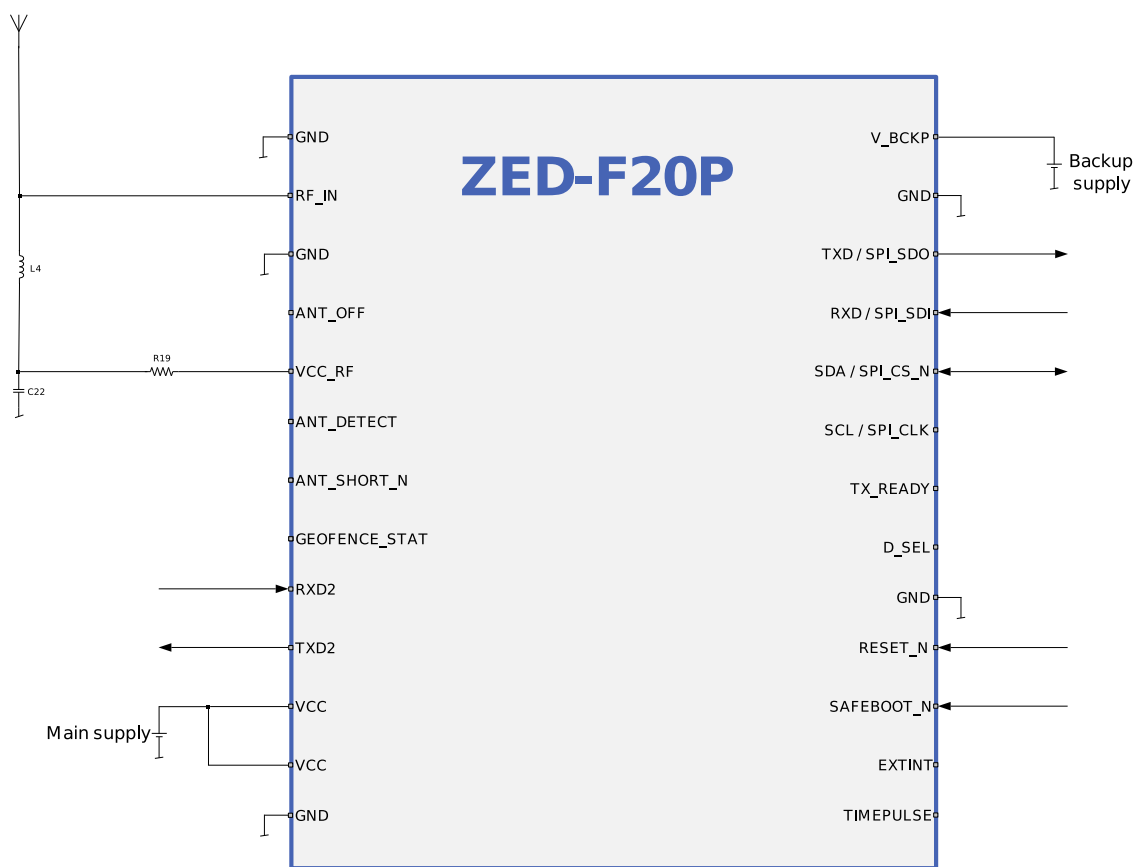 ZED-F20P
GND
RF_IN
GND
ANT_OFF
VCC_RF
ANT_DETECT
ANT_SHORT_N
GEOFENCE_STAT
RXD2
TXD2
VCC
VCC
GND
L4
R19
C22
Main supply
V_BCKP
GND
TXD / SPI_SDO
RXD / SPI_SDI
SDA / SPI_CS_N
SCL / SPI_CLK
TX_READY
D_SEL
GND
RESET_N
SAFEBOOT_N
EXTINT
TIMEPULSE
Backup
supply